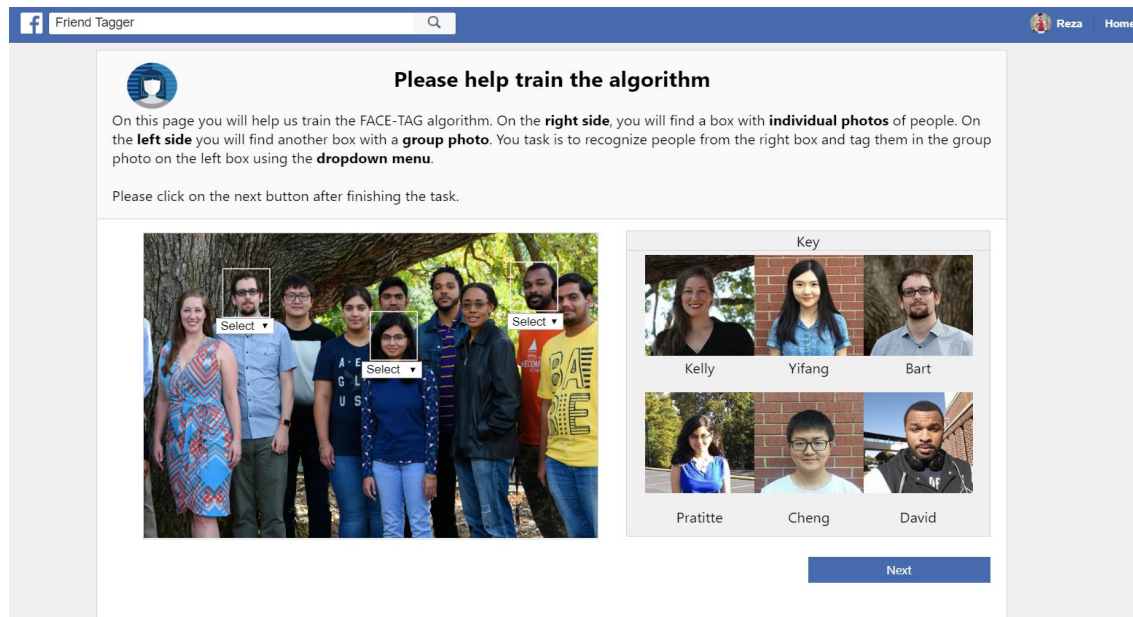 f Friend Tagger Reza Home
Please help train the algorithm
On this page you will help us train the FACE-TAG algorithm. On the right side, you will find a box with individual photos of people. On
the left side you will find another box with a group photo. You task is to recognize people from the right box and tag them in the group
photo on the left box using the dropdown menu.
Please click on the next button after finishing the task.
Key
Select
Select
Select
A-E
G L
U S
BARE
Kelly Yifang Bart
Pratitte Cheng David
Next